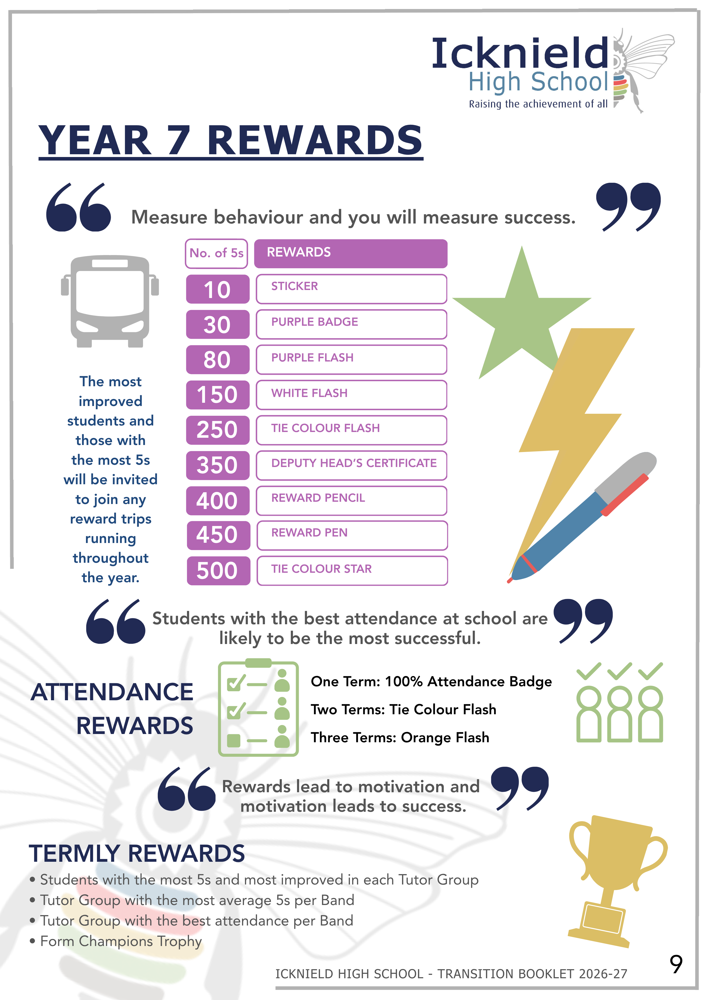 Icknield
High School
Raising the achievement of all
YEAR 7 REWARDS
“ Measure behaviour and you will measure success. ”
No. of 5s REWARDS
10 STICKER
30 PURPLE BADGE
80 PURPLE FLASH
150 WHITE FLASH
250 TIE COLOUR FLASH
350 DEPUTY HEAD’S CERTIFICATE
400 REWARD PENCIL
450 REWARD PEN
500 TIE COLOUR STAR
The most
improved
students and
those with
the most 5s
will be invited
to join any
reward trips
running
throughout
the year.
“ Students with the best attendance at school are
likely to be the most successful. ”
ATTENDANCE
REWARDS
One Term: 100% Attendance Badge
Two Terms: Tie Colour Flash
Three Terms: Orange Flash
“ Rewards lead to motivation and
motivation leads to success. ”
TERMLY REWARDS
• Students with the most 5s and most improved in each Tutor Group
• Tutor Group with the most average 5s per Band
• Tutor Group with the best attendance per Band
• Form Champions Trophy
ICKNIELD HIGH SCHOOL - TRANSITION BOOKLET 2026-27
9